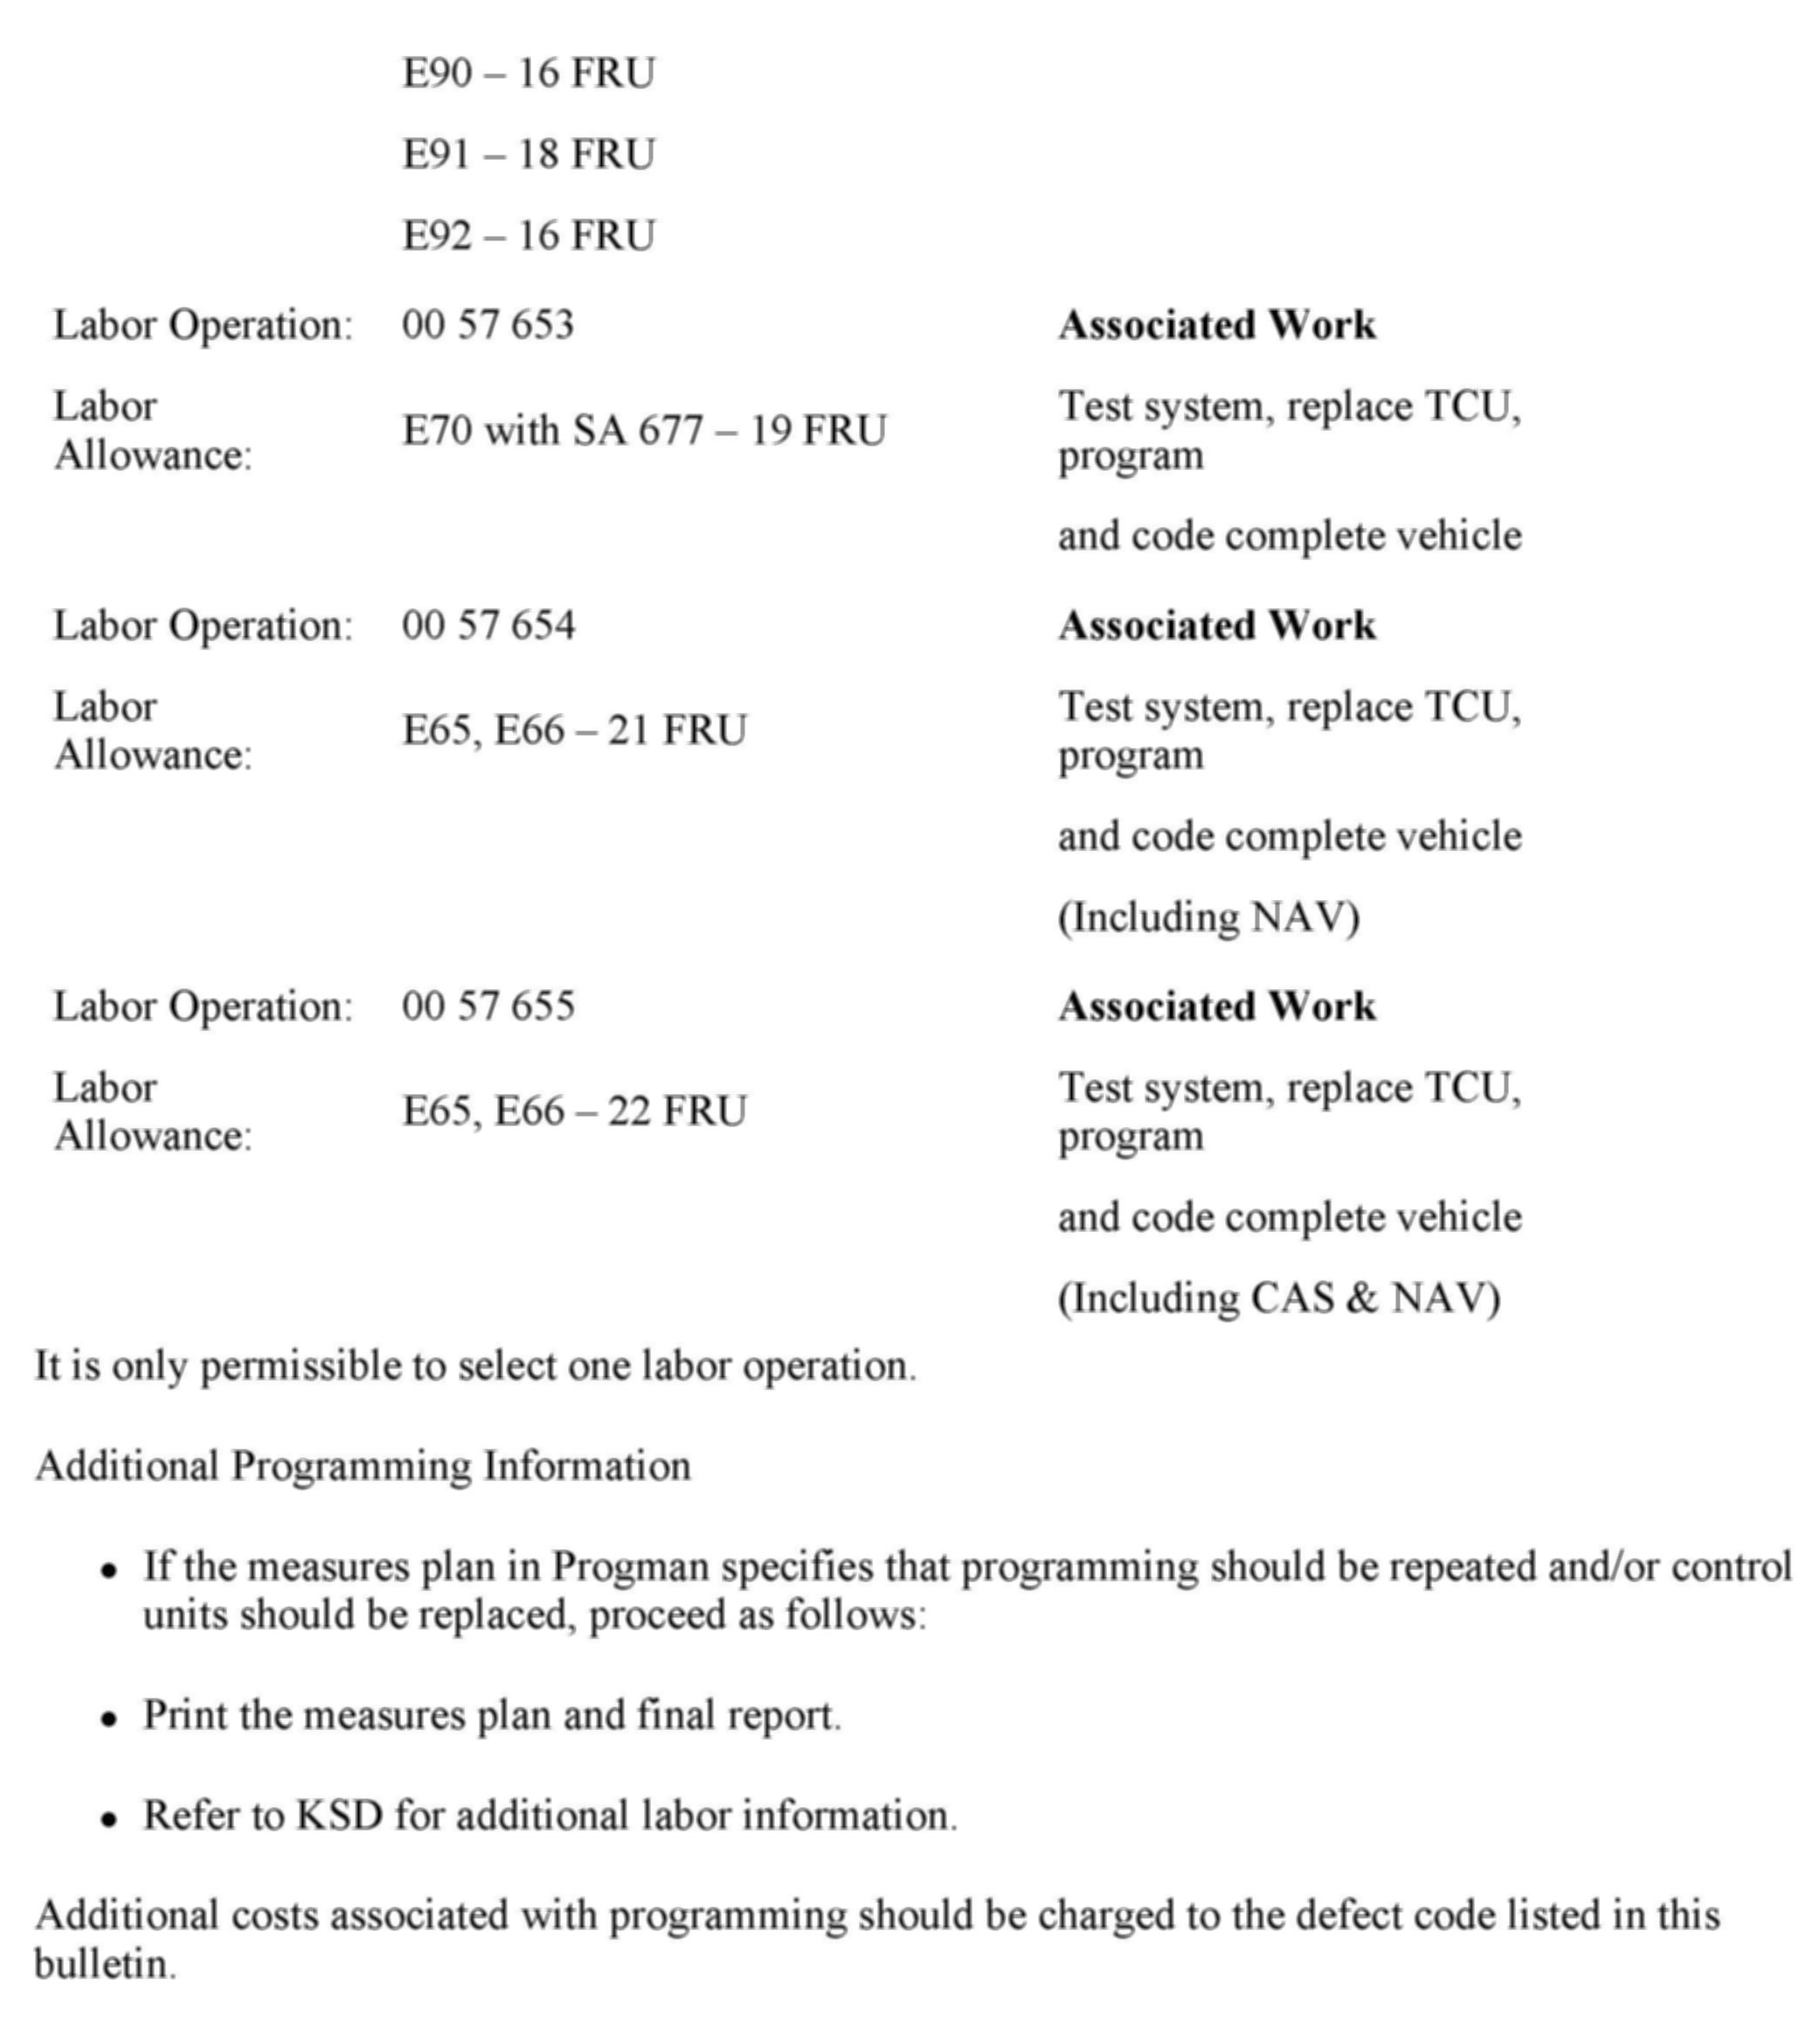 E90 – 16 FRU
E91 – 18 FRU
E92 – 16 FRU
Labor Operation: 00 57 653 Associated Work
Labor Allowance: E70 with SA 677 – 19 FRU Test system, replace TCU,
program
and code complete vehicle
Labor Operation: 00 57 654 Associated Work
Labor Allowance: E65, E66 – 21 FRU Test system, replace TCU,
program
and code complete vehicle
(Including NAV)
Labor Operation: 00 57 655 Associated Work
Labor Allowance: E65, E66 – 22 FRU Test system, replace TCU,
program
and code complete vehicle
(Including CAS & NAV)
It is only permissible to select one labor operation.
Additional Programming Information
• If the measures plan in Progman specifies that programming should be repeated and/or control
units should be replaced, proceed as follows:
• Print the measures plan and final report.
• Refer to KSD for additional labor information.
Additional costs associated with programming should be charged to the defect code listed in this
bulletin.